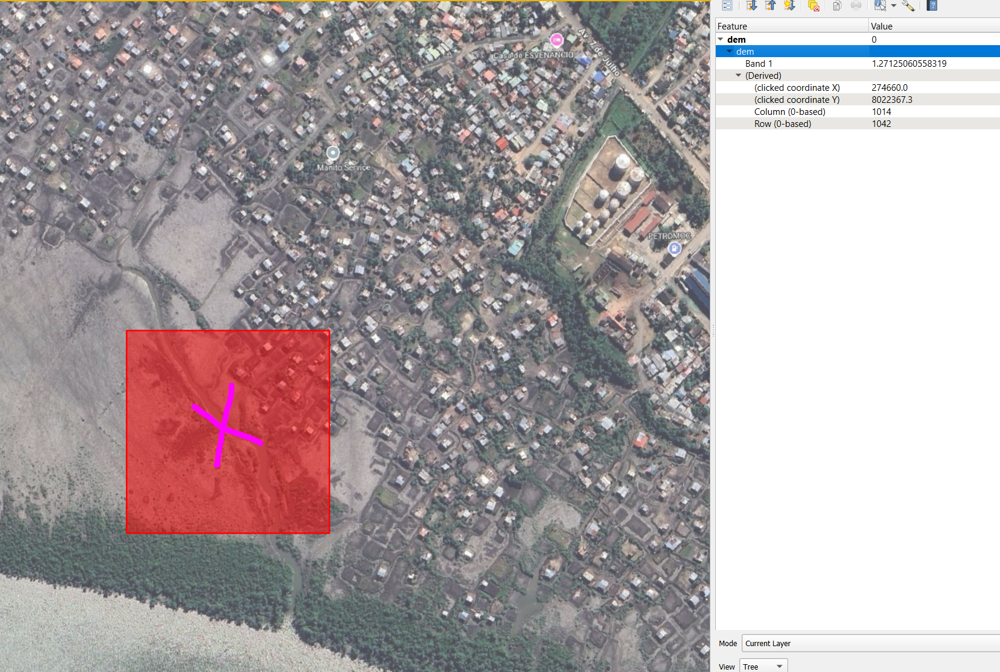 Av. 7 de Julho
Casa de ESVENANCIO
Manito Service
PETROMOC
Feature Value
dem 0
dem
Band 1 1.27125060558319
(Derived)
(clicked coordinate X) 274660.0
(clicked coordinate Y) 8022367.3
Column (0-based) 1014
Row (0-based) 1042
Mode Current Layer
View Tree